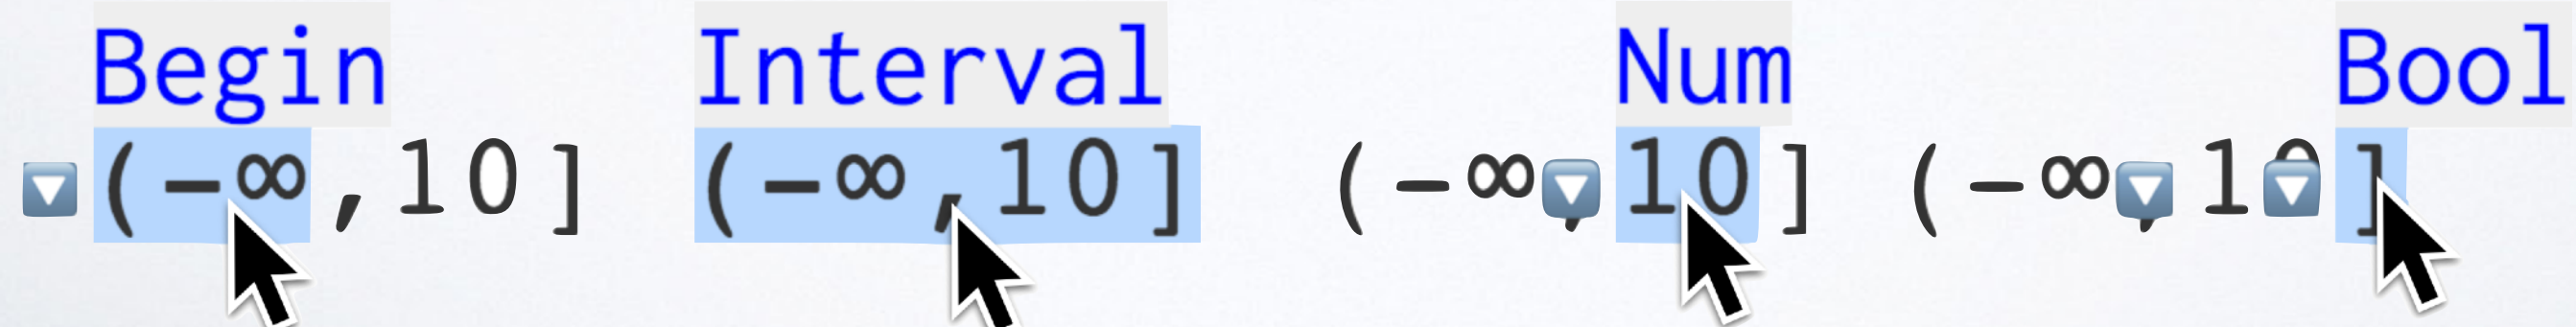 Begin Interval Num Bool
(-∞,10] (-∞,10] (-∞,10] (-∞,10]